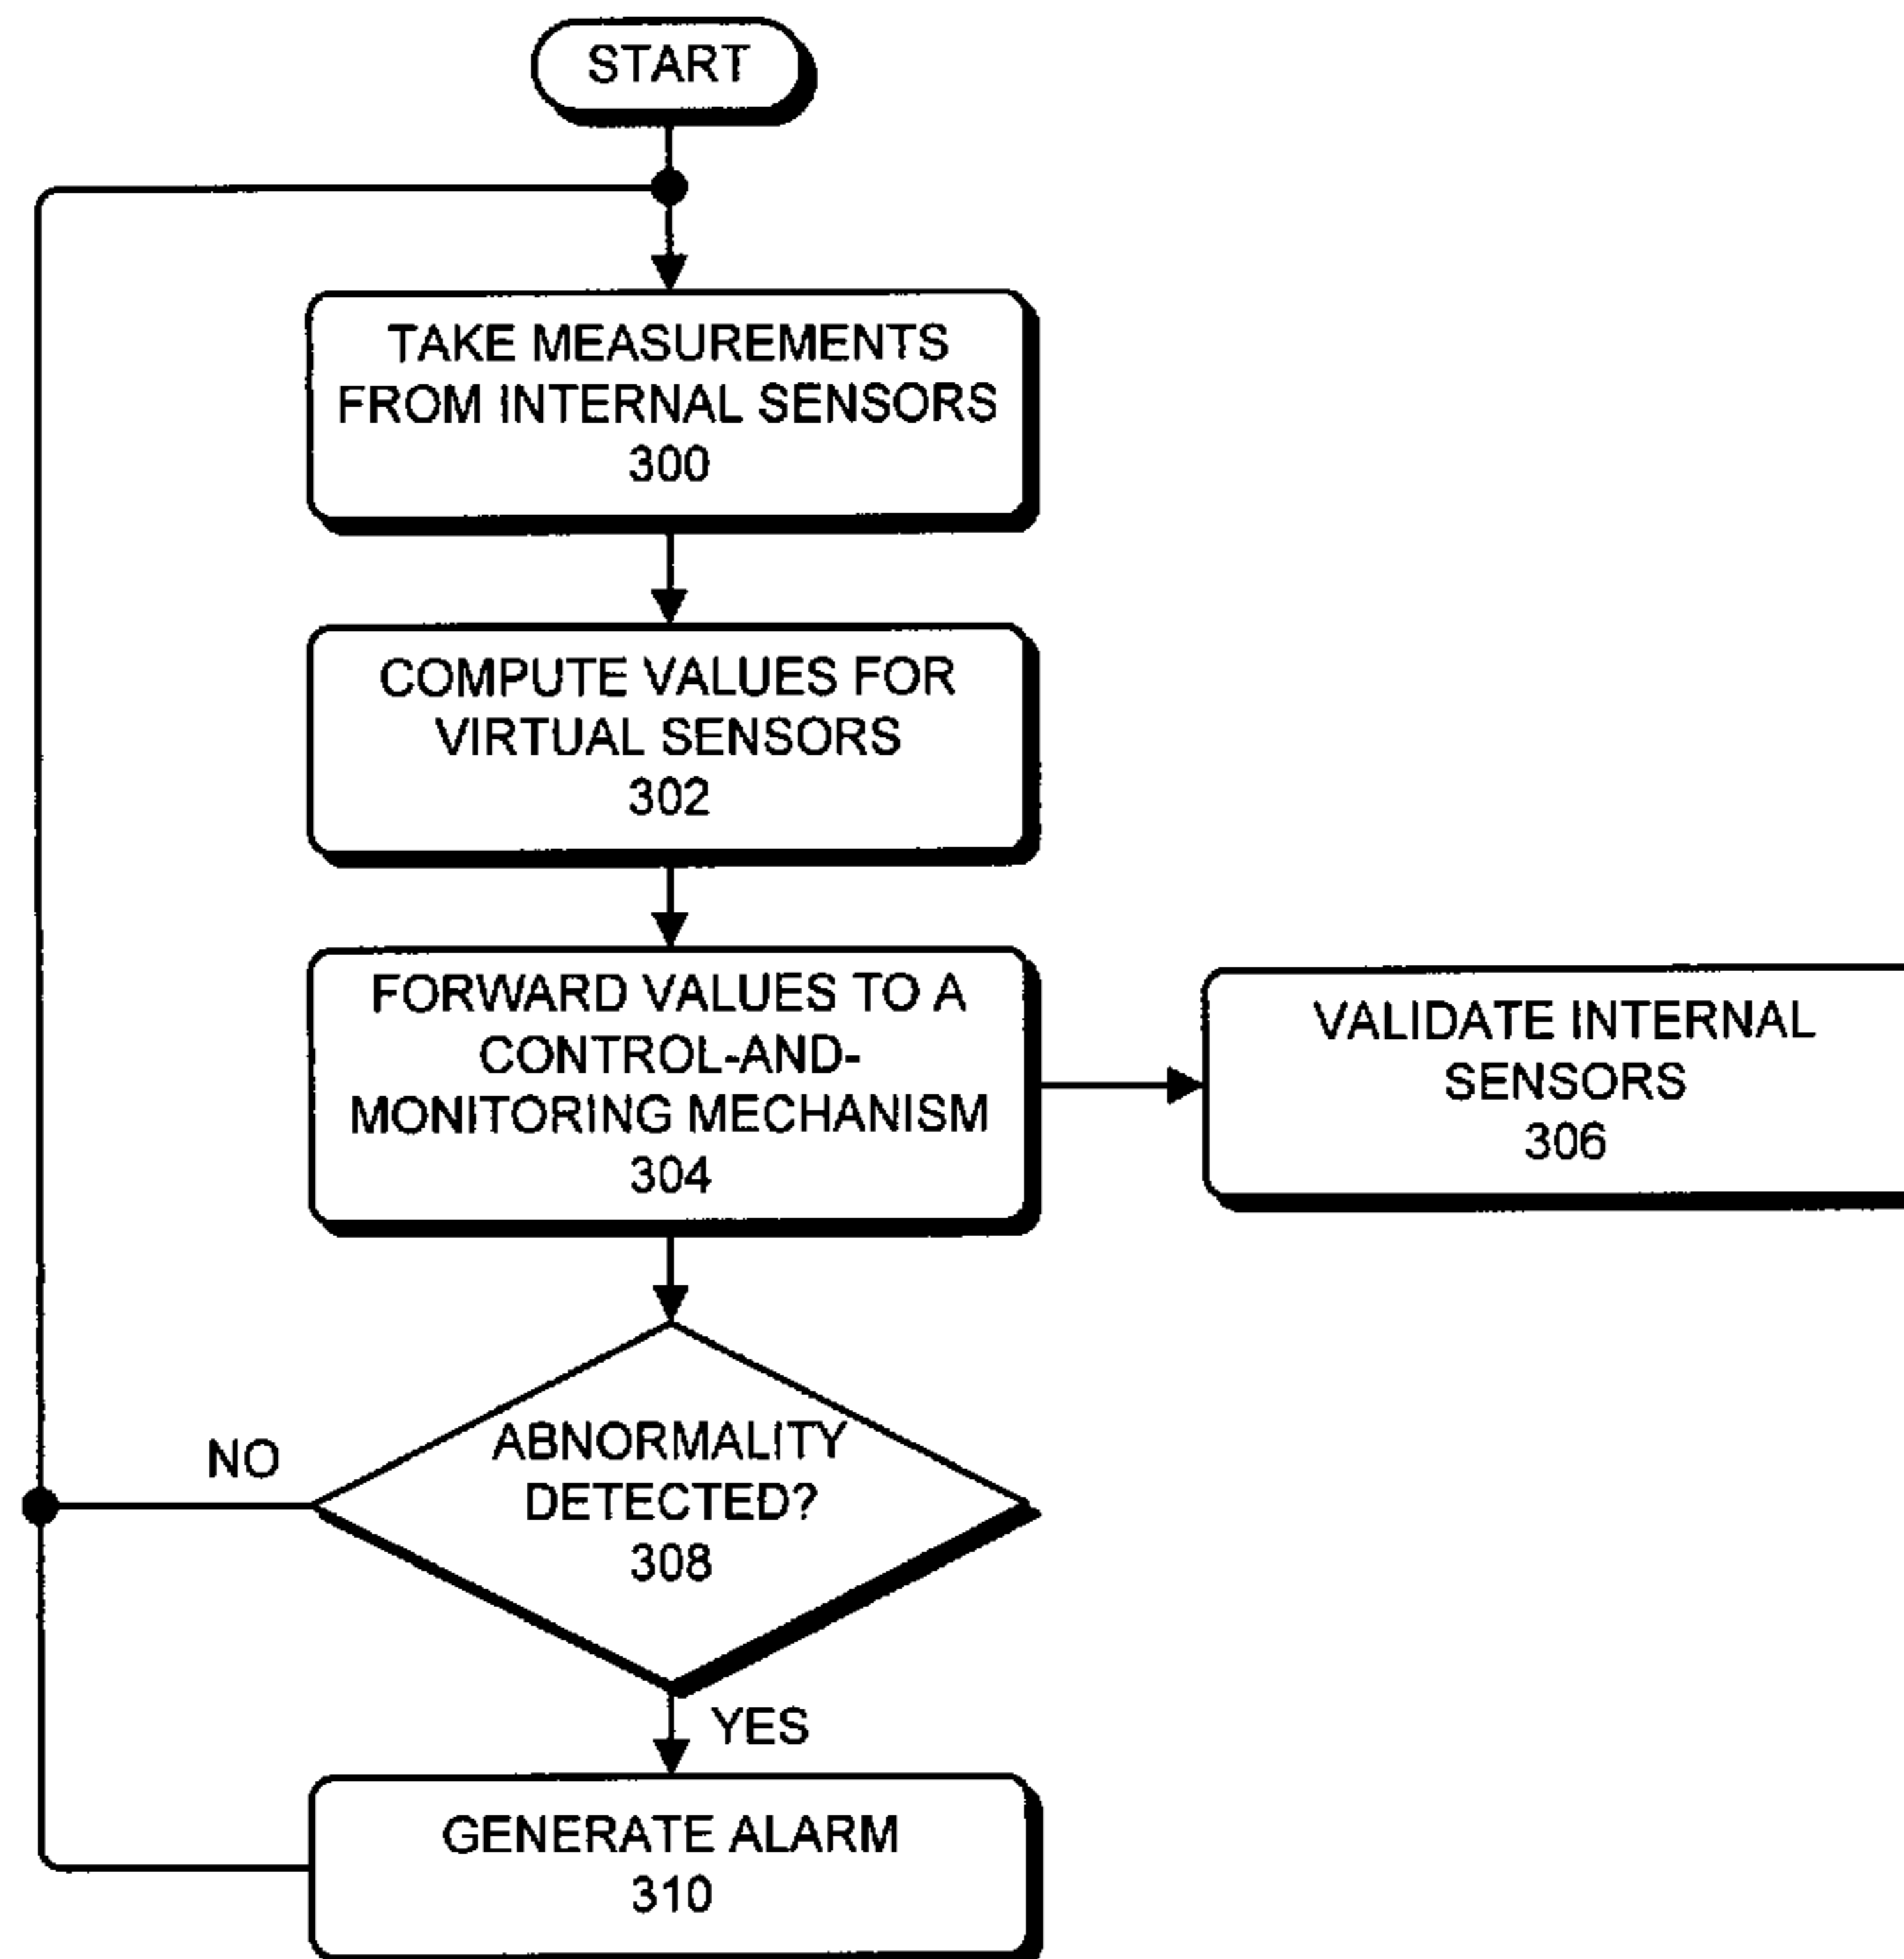 START
TAKE MEASUREMENTS
FROM INTERNAL SENSORS
300
COMPUTE VALUES FOR
VIRTUAL SENSORS
302
FORWARD VALUES TO A
CONTROL-AND-
MONITORING MECHANISM
304
VALIDATE INTERNAL
SENSORS
306
ABNORMALITY
DETECTED?
308
NO
YES
GENERATE ALARM
310